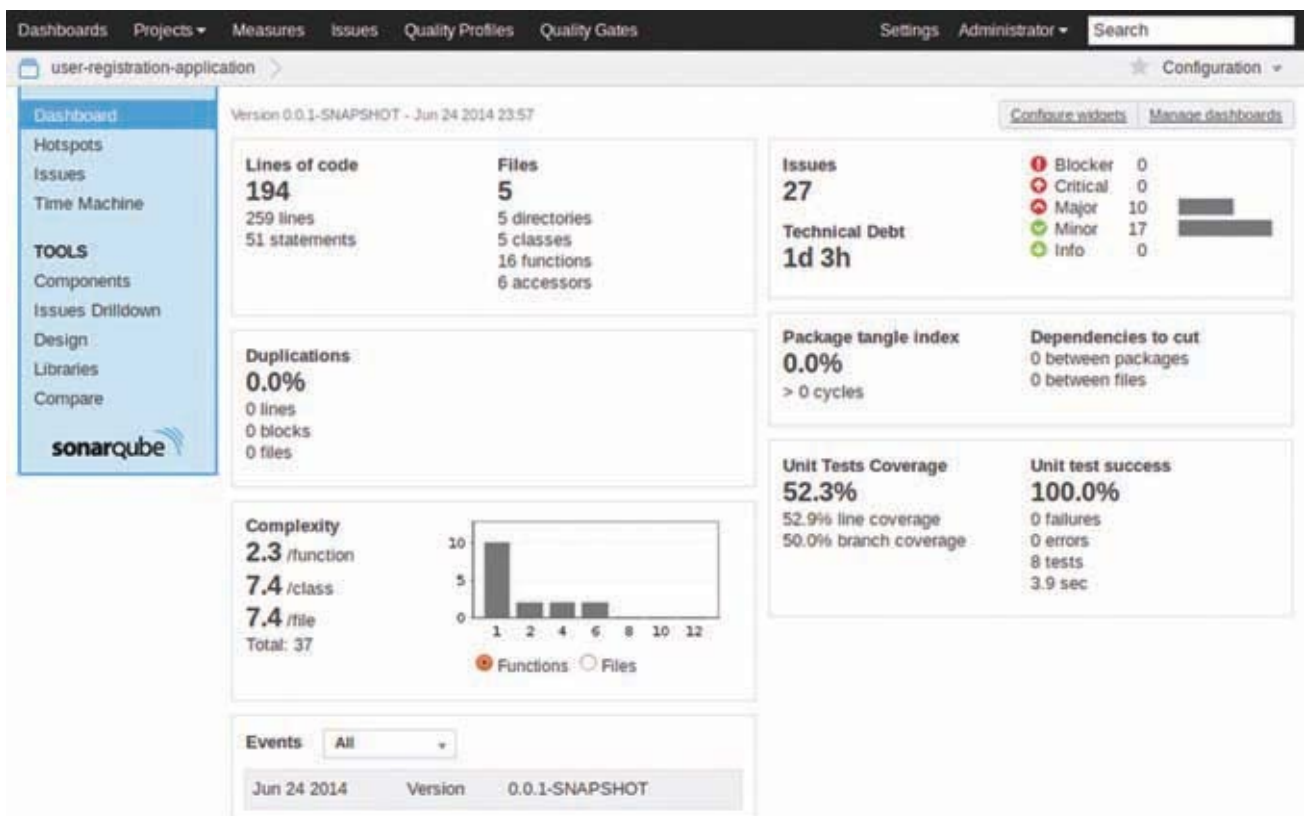 Dashboards Projects Measures Issues Quality Profiles Quality Gates Settings Administrator Search
user-registration-application Configuration
Dashboard
Hotspots
Issues
Time Machine
TOOLS
Components
Issues Drilldown
Design
Libraries
Compare
sonarqube
Version 0.0.1-SNAPSHOT - Jun 24 2014 23:57
Configure widgets Manage dashboards
Lines of code
194
259 lines
51 statements
Files
5
5 directories
5 classes
16 functions
6 accessors
Duplications
0.0%
0 lines
0 blocks
0 files
Complexity
2.3 /function
7.4 /class
7.4 /file
Total: 37
10
5
0
1 2 4 6 8 10 12
Functions Files
Events All
Jun 24 2014 Version 0.0.1-SNAPSHOT
Issues
27
Technical Debt
1d 3h
Blocker 0
Critical 0
Major 10
Minor 17
Info 0
Package tangle index
0.0%
> 0 cycles
Dependencies to cut
0 between packages
0 between files
Unit Tests Coverage
52.3%
52.9% line coverage
50.0% branch coverage
Unit test success
100.0%
0 failures
0 errors
8 tests
3.9 sec